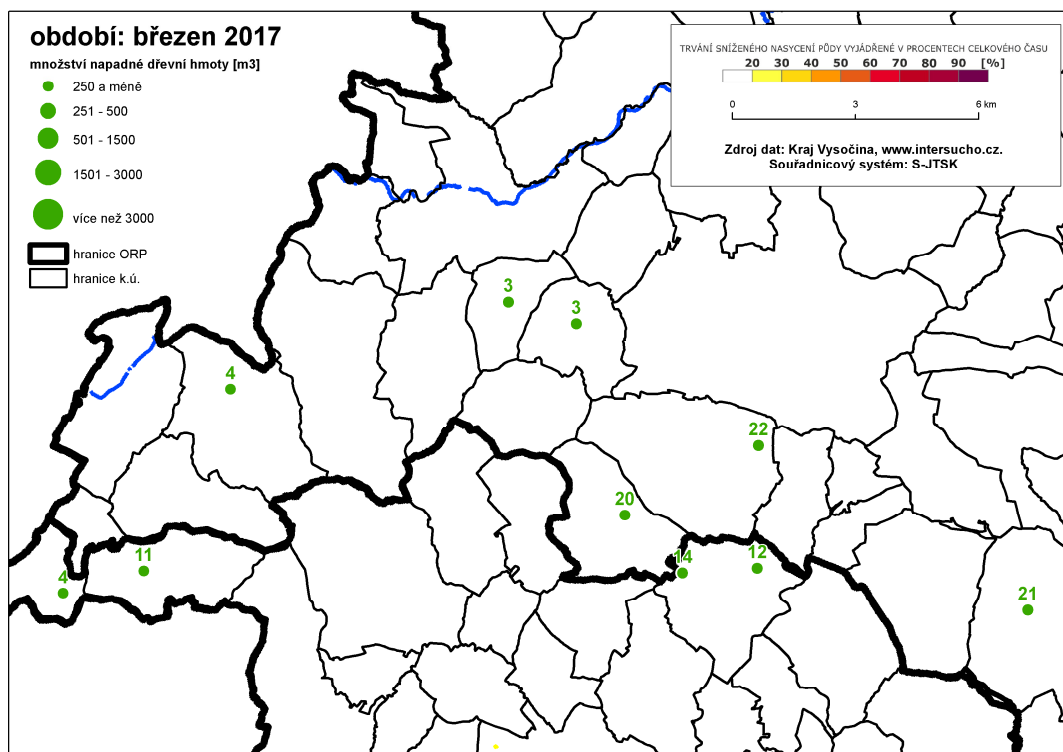 období: březen 2017
množství napadné dřevní hmoty [m3]
250 a méně
251 - 500
501 - 1500
1501 - 3000
více než 3000
hranicc ORP
hranice k.ú.
TRVÁNÍ SNÍŽENÉHO NASYCENÍ PŮDY VYJÁDŘENÉ V PROCENTECH CELKOVÉHO ČASU
20 30 40 50 60 70 80 90 [%]
0 3 6 km
Zdroj dat: Kraj Vysočina, www.intersucho.cz.
Souřadnicový systém: S-JTSK
3
3
4
22
20
14
12
11
4
21